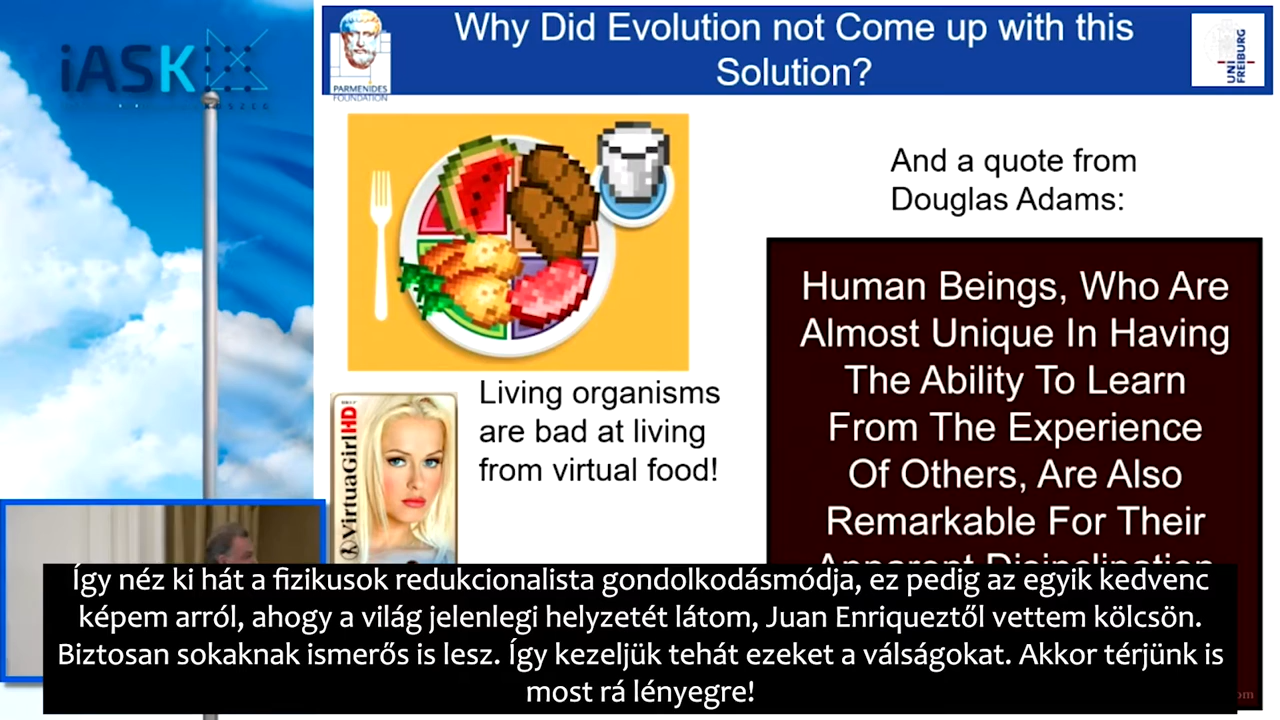 iASK
KŐSZEG
PARMENIDES
FOUNDATION
Why Did Evolution not Come up with this
Solution?
UNI
FREIBURG
And a quote from
Douglas Adams:
Human Beings, Who Are
Almost Unique In Having
The Ability To Learn
From The Experience
Of Others, Are Also
Remarkable For Their
Apparent Disinclination
Living organisms
are bad at living
from virtual food!
VirtuaGirlHD
Így néz ki hát a fizikusok redukcionalista gondolkodásmódja, ez pedig az egyik kedvenc
képem arról, ahogy a világ jelenlegi helyzetét látom, Juan Enriqueztől vettem kölcsön.
Biztosan sokaknak ismerős is lesz. Így kezeljük tehát ezeket a válságokat. Akkor térjünk is
most rá lényegre!